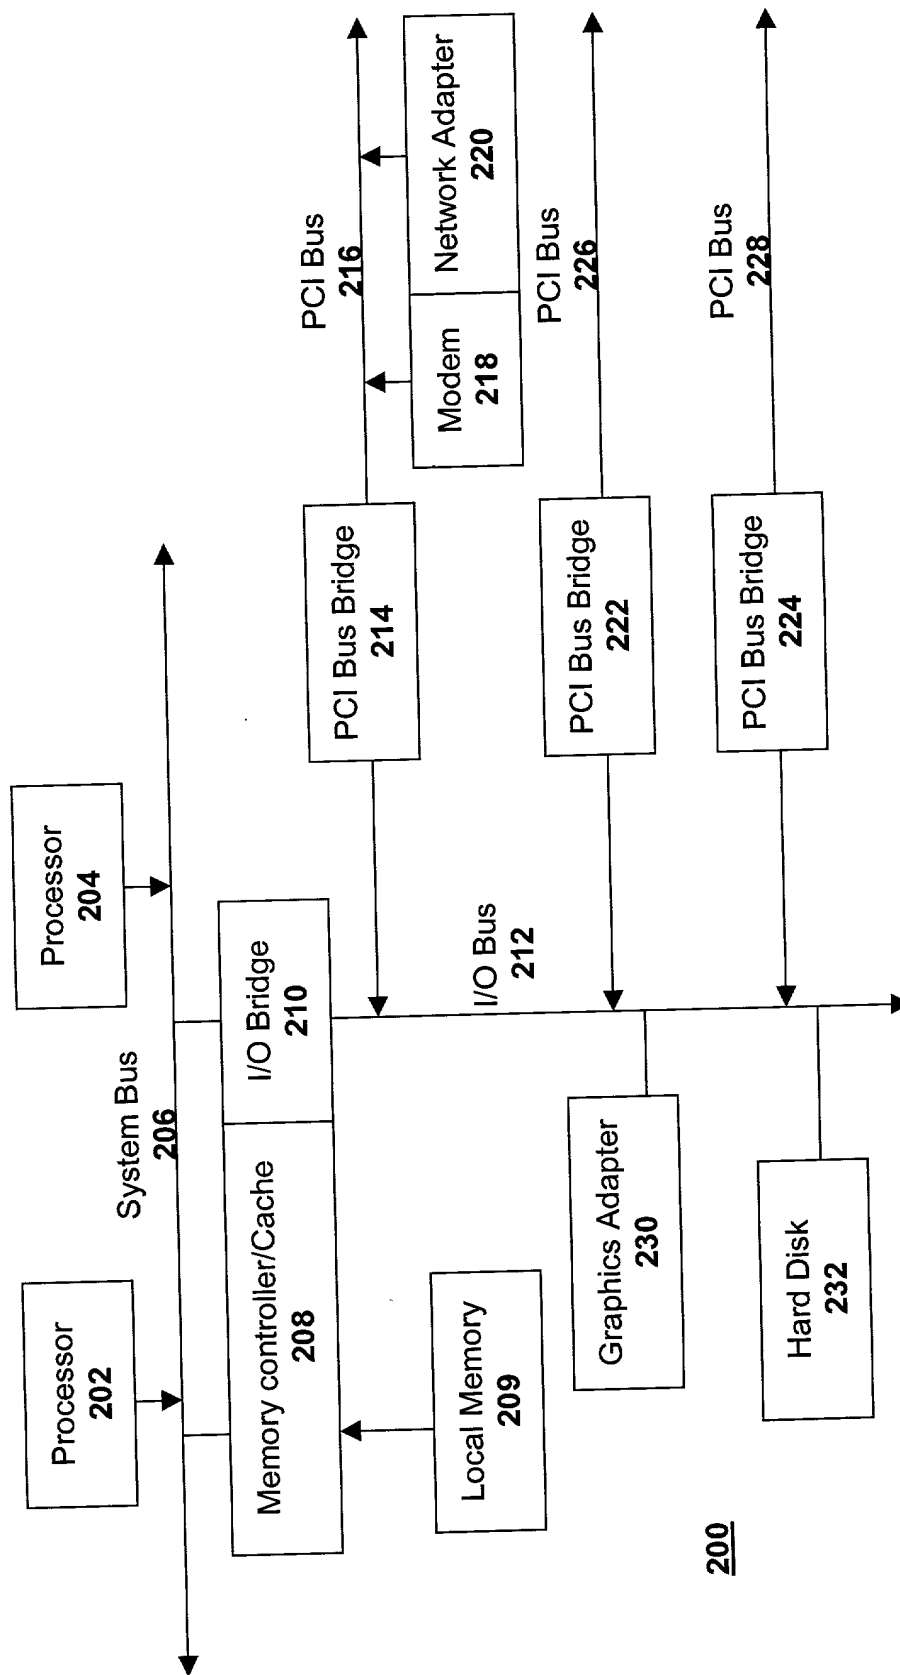 Processor
202
Processor
204
System Bus
206
Memory controller/Cache
208
I/O Bridge
210
Local Memory
209
PCI Bus Bridge
214
PCI Bus
216
Modem
218
Network Adapter
220
I/O Bus
212
Graphics Adapter
230
PCI Bus Bridge
222
PCI Bus
226
Hard Disk
232
PCI Bus Bridge
224
PCI Bus
228
200